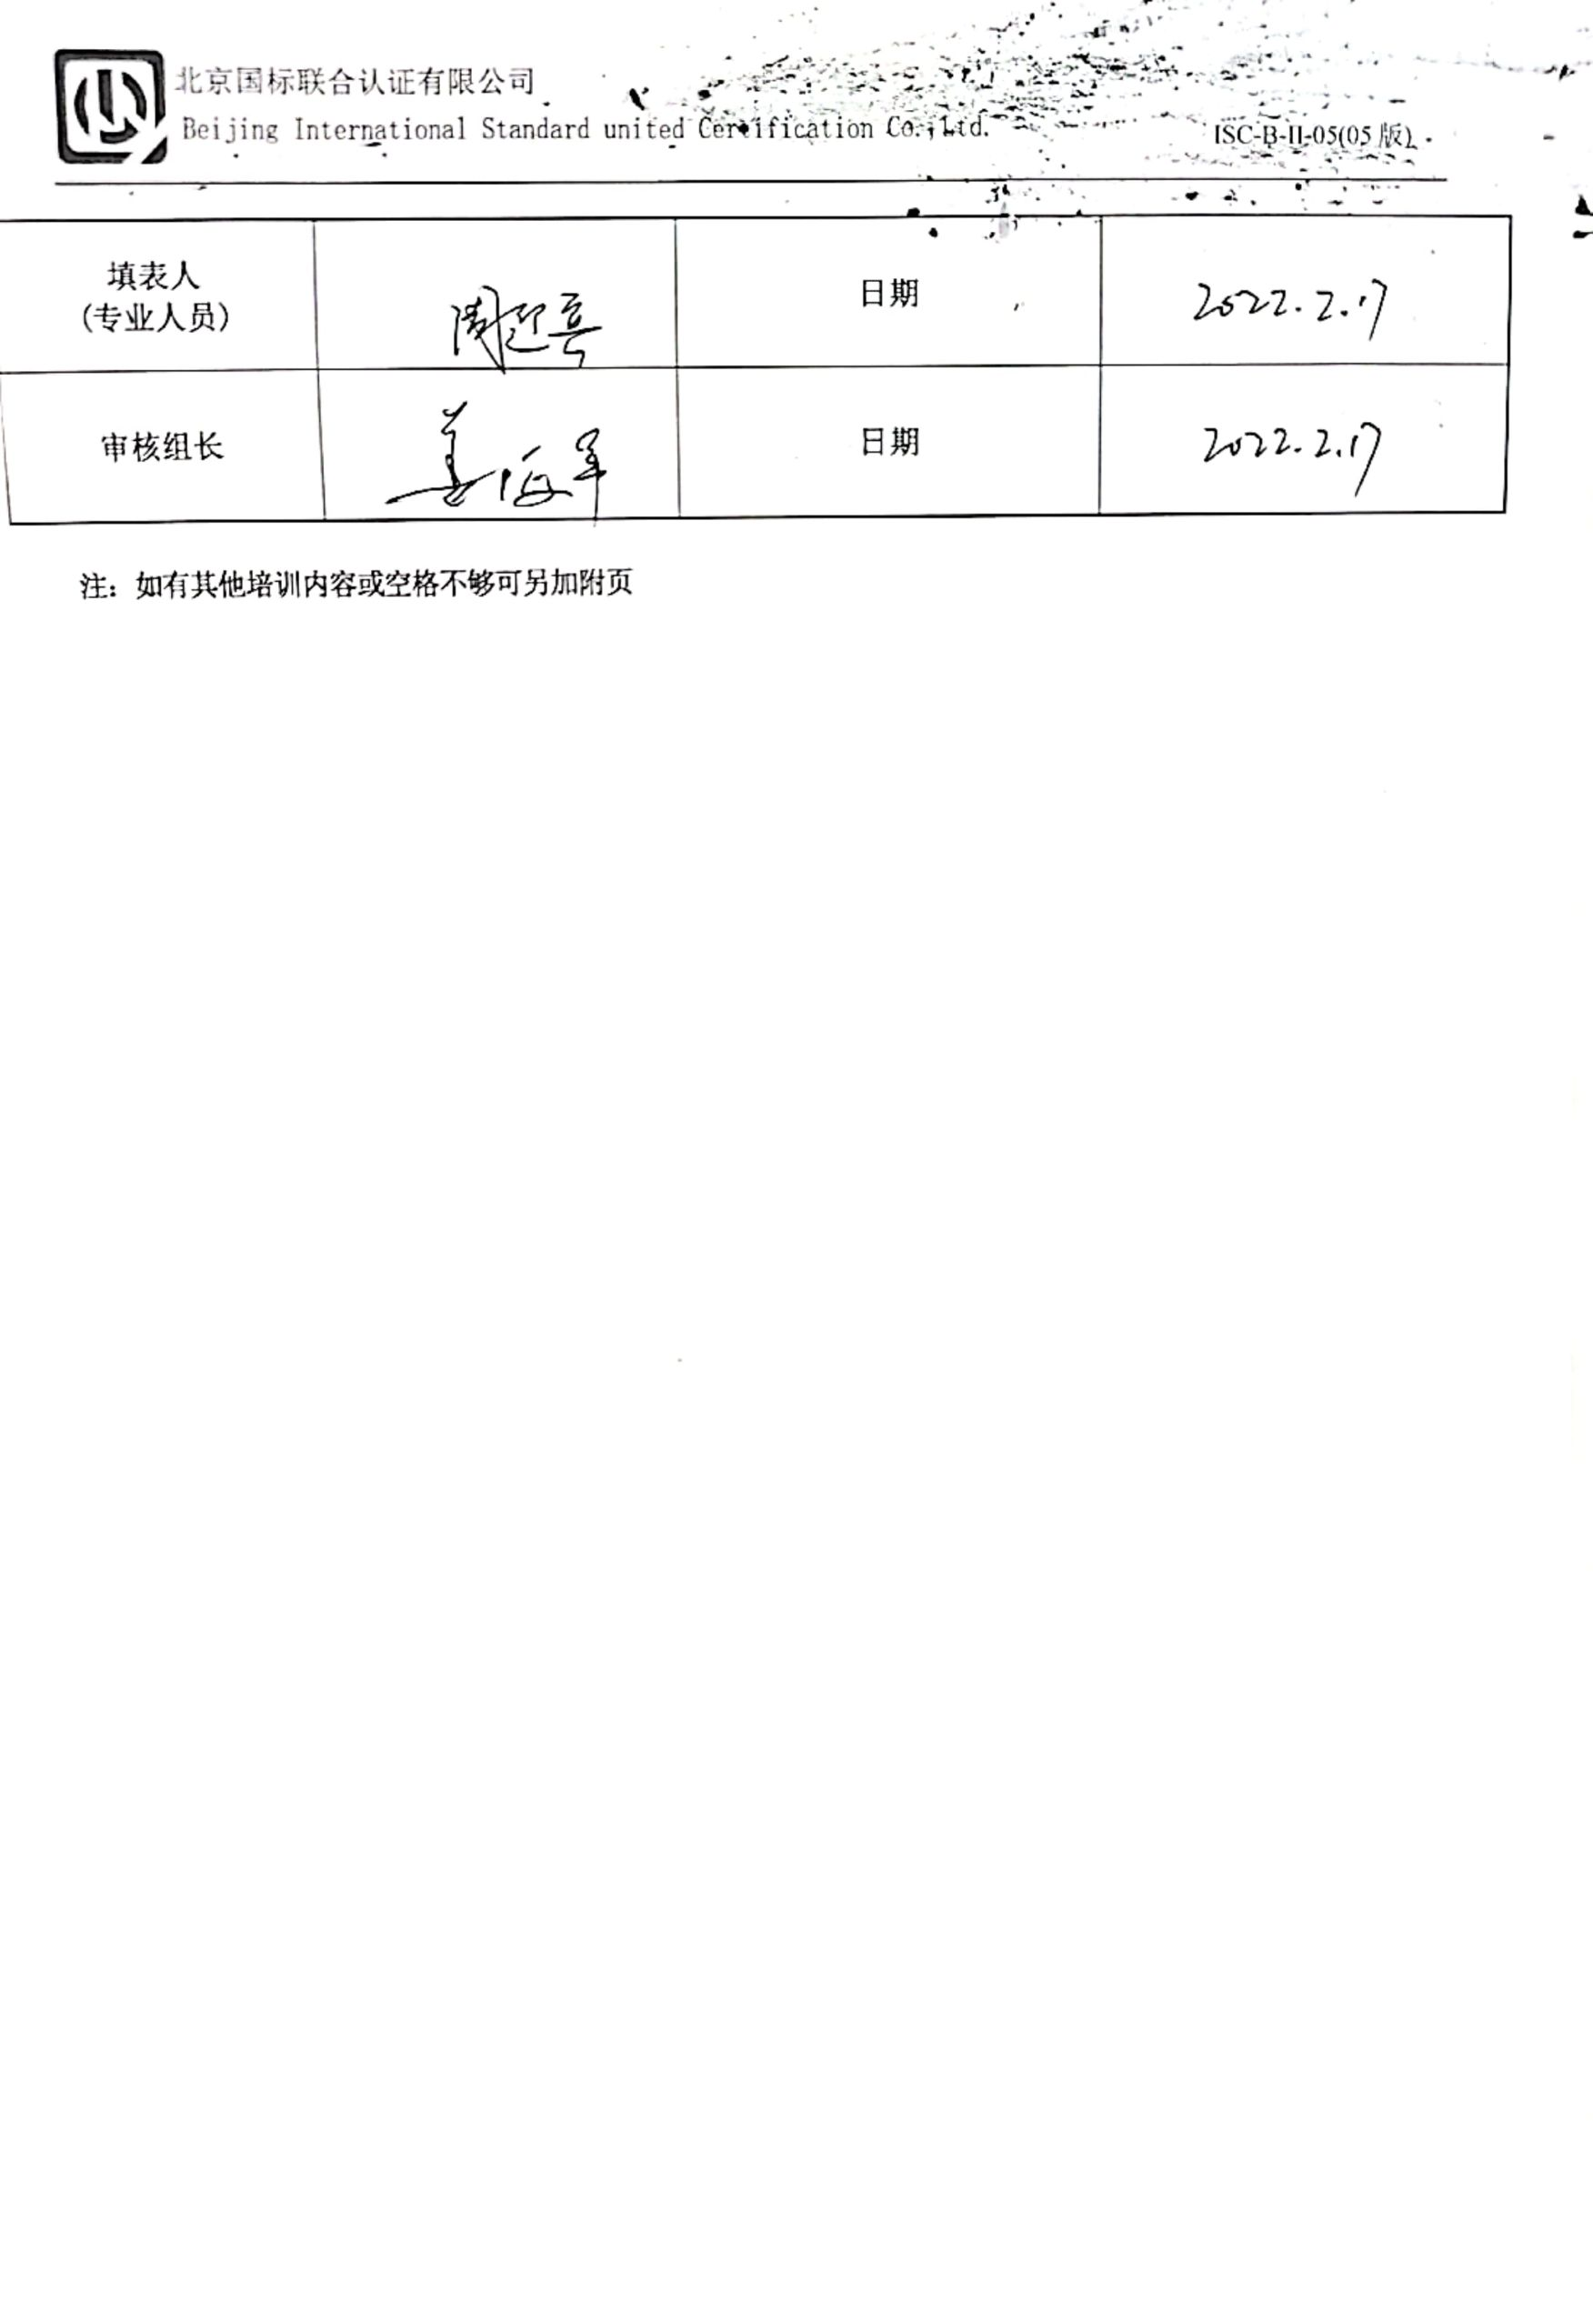 北京国标联合认证有限公司
Beijing International Standard united Certification Co.,Ltd.
ISC-B-II-05(05版)
填表人
(专业人员)
日期
2022.2.17
审核组长
姜海军
日期
2022.2.17
注：如有其他培训内容或空格不够可另加附页